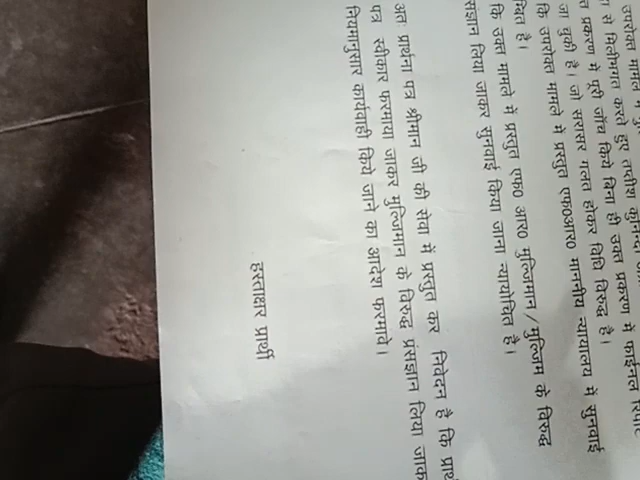 उपरोक्त मामले में
से मिलीभगत करते हुए तफ्तीश कुनिन्दा
प्रकरण में पूरी जाँच किये बिना ही उक्त प्रकरण में फाईनल रिपोर्ट
जा चुकी है। जो सरासर गलत होकर विधि विरुद्ध है।
कि उपरोक्त मामले में प्रस्तुत एफ0आर0 माननीय न्यायालय में सुनवाई
है।
कि उक्त मामले में प्रस्तुत एफ0 आर0 मुल्जिमान/मुल्जिम के विरुद्ध
लिया जाकर सुनवाई किया जाना न्यायोचित है।
अतः प्रार्थना पत्र श्रीमान जी की सेवा में प्रस्तुत कर निवेदन है कि
पत्र स्वीकार फरमाया जाकर मुल्जिमान के विरुद्ध प्रंसज्ञान लिया
नियमानुसार कार्यवाही किये जाने का आदेश फरमावे।
हस्ताक्षर प्रार्थी